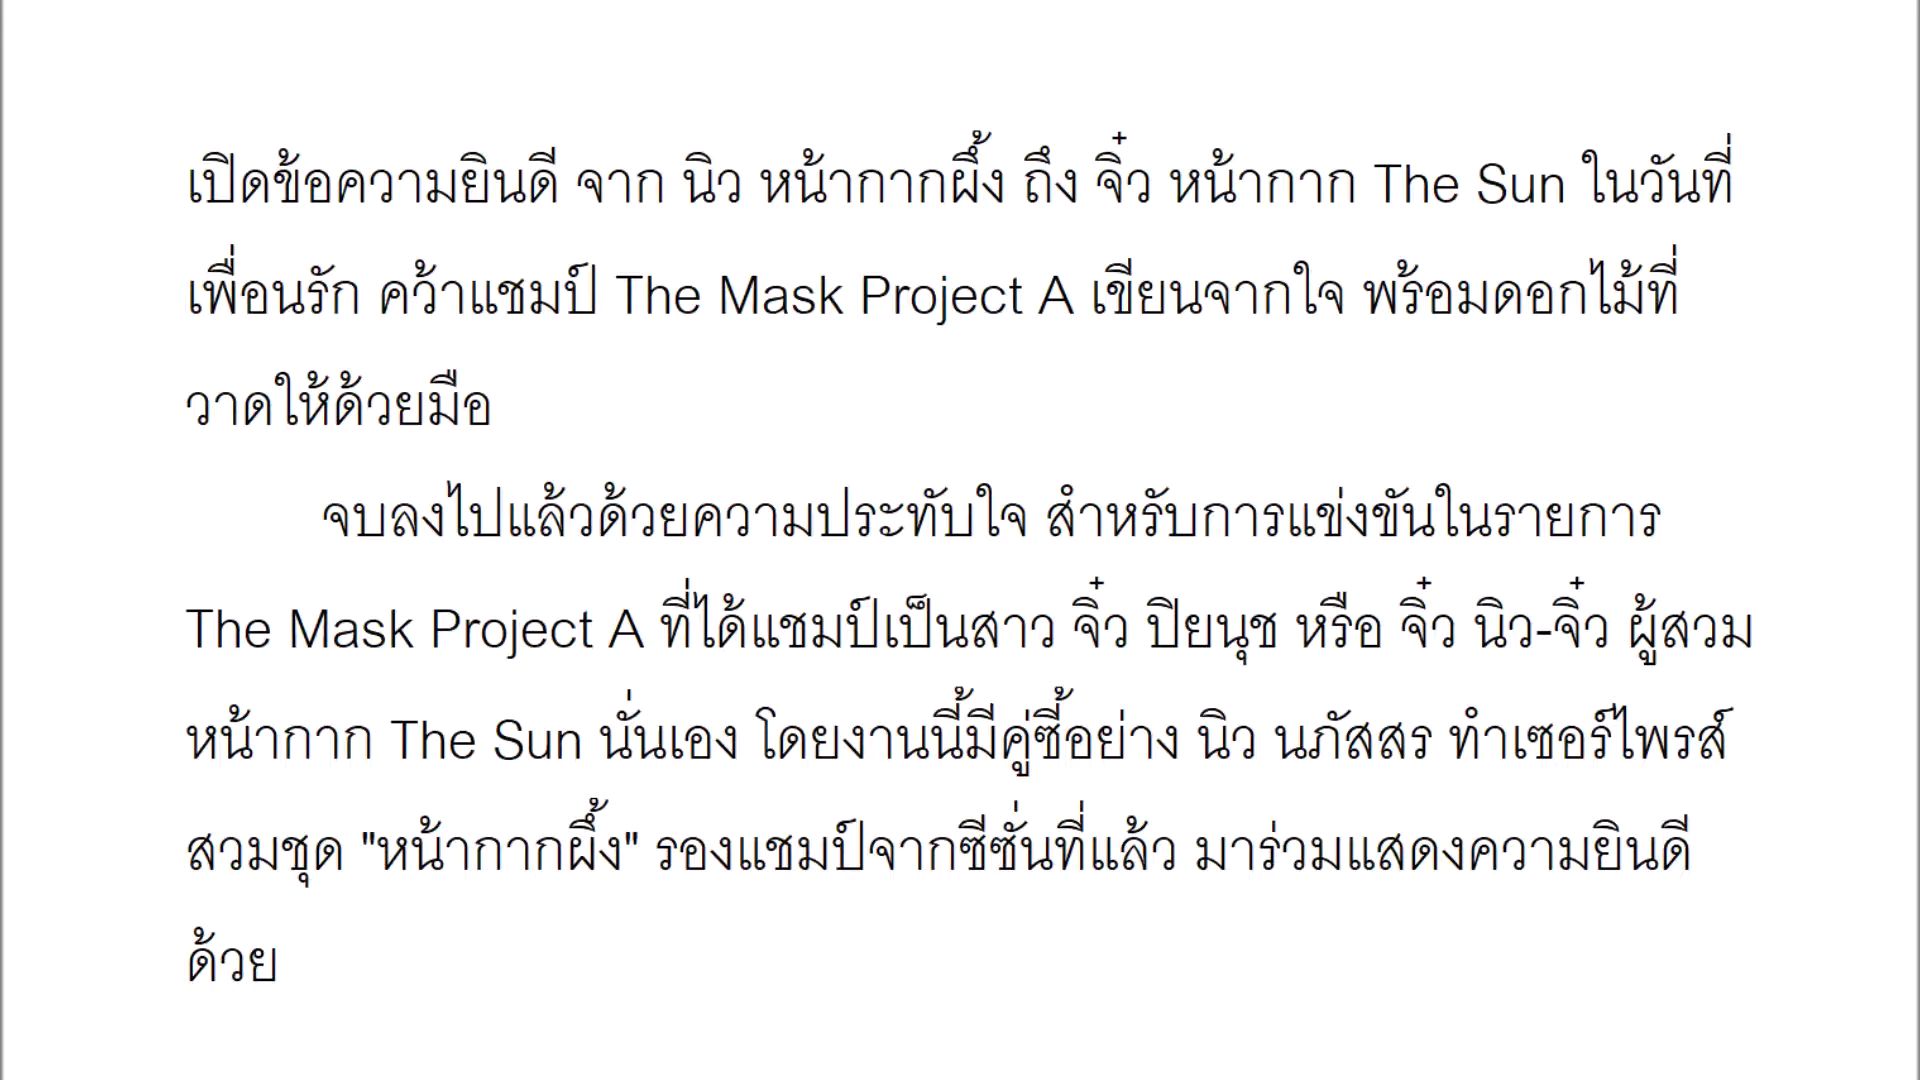 เปิดข้อความยินดี จาก นิว หน้ากากผึ้ง ถึง จิ๋ว หน้ากาก The Sun ในวันที่
เพื่อนรัก คว้าแชมป์ The Mask Project A เขียนจากใจ พร้อมดอกไม้ที่
วาดให้ด้วยมือ
จบลงไปแล้วด้วยความประทับใจ สำหรับการแข่งขันในรายการ
The Mask Project A ที่ได้แชมป์เป็นสาว จิ๋ว ปิยนุช หรือ จิ๋ว นิว-จิ๋ว ผู้สวม
หน้ากาก The Sun นั่นเอง โดยงานนี้มีคู่ซี้อย่าง นิว นภัสสร ทำเซอร์ไพรส์
สวมชุด "หน้ากากผึ้ง" รองแชมป์จากซีซั่นที่แล้ว มาร่วมแสดงความยินดี
ด้วย